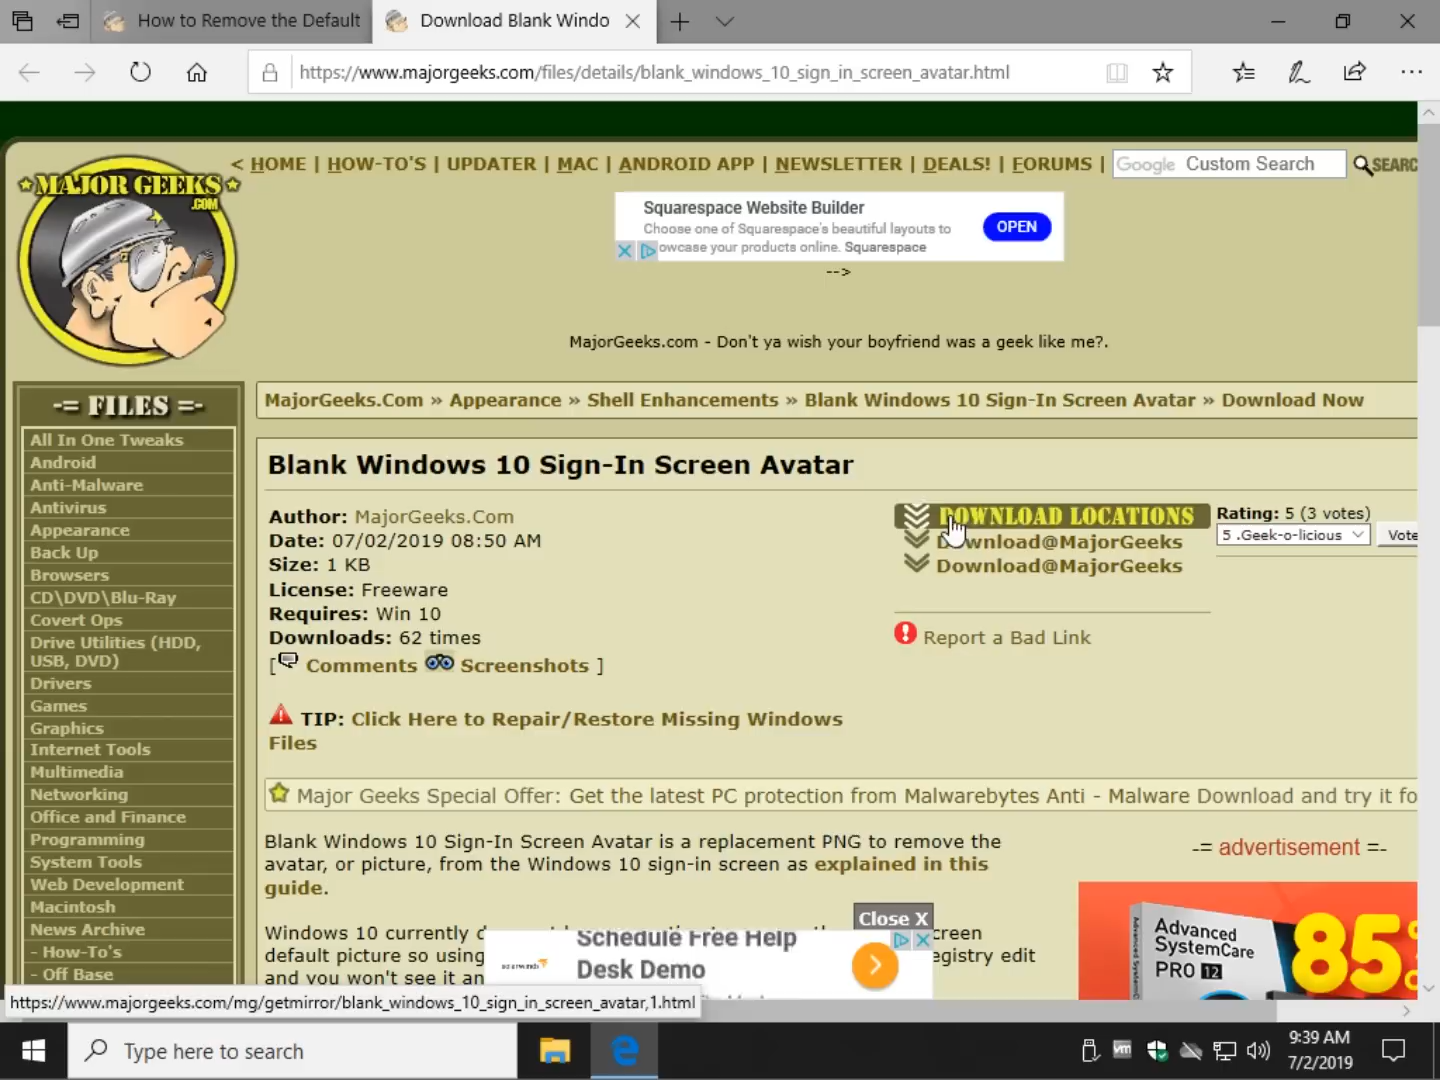 How to Remove the Default
Download Blank Windo
https://www.majorgeeks.com/files/details/blank_windows_10_sign_in_screen_avatar.html
MAJOR GEEKS
.COM
< HOME | HOW-TO'S | UPDATER | MAC | ANDROID APP | NEWSLETTER | DEALS! | FORUMS |
Google Custom Search
SEARC
Squarespace Website Builder
Choose one of Squarespace's beautiful layouts to
owcase your products online. Squarespace
OPEN
-->
MajorGeeks.com - Don't ya wish your boyfriend was a geek like me?.
-= FILES =-
All In One Tweaks
Android
Anti-Malware
Antivirus
Appearance
Back Up
Browsers
CD\DVD\Blu-Ray
Covert Ops
Drive Utilities (HDD,
USB, DVD)
Drivers
Games
Graphics
Internet Tools
Multimedia
Networking
Office and Finance
Programming
System Tools
Web Development
Macintosh
News Archive
- How-To's
- Off Base
MajorGeeks.Com » Appearance » Shell Enhancements » Blank Windows 10 Sign-In Screen Avatar » Download Now
Blank Windows 10 Sign-In Screen Avatar
Author: MajorGeeks.Com
Date: 07/02/2019 08:50 AM
Size: 1 KB
License: Freeware
Requires: Win 10
Downloads: 62 times
[ Comments Screenshots ]
DOWNLOAD LOCATIONS
Download@MajorGeeks
Download@MajorGeeks
Report a Bad Link
Rating: 5 (3 votes)
5 .Geek-o-licious
Vote
TIP: Click Here to Repair/Restore Missing Windows
Files
Major Geeks Special Offer: Get the latest PC protection from Malwarebytes Anti - Malware Download and try it fo
Blank Windows 10 Sign-In Screen Avatar is a replacement PNG to remove the
avatar, or picture, from the Windows 10 sign-in screen as explained in this
guide.
Windows 10 currently d
creen
default picture so using
egistry edit
and you won't see it an
-= advertisement =-
Advanced
SystemCare
PRO 12
85%
Close X
Schedule Free Help
Desk Demo
https://www.majorgeeks.com/mg/getmirror/blank_windows_10_sign_in_screen_avatar,1.html
Type here to search
vm
9:39 AM
7/2/2019